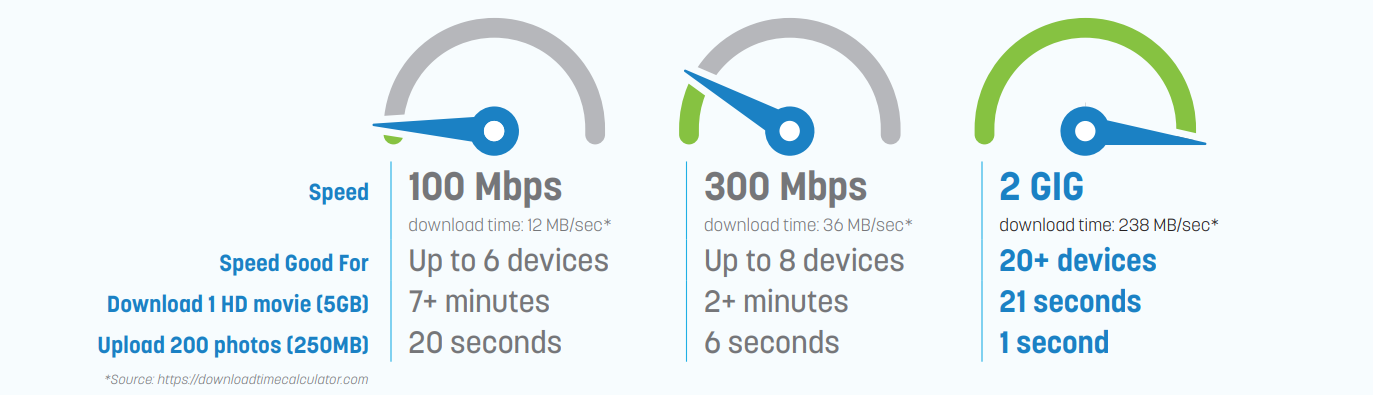 Speed 100 Mbps 300 Mbps 2 GIG
download time: 12 MB/sec* download time: 36 MB/sec* download time: 238 MB/sec*
Speed Good For Up to 6 devices Up to 8 devices 20+ devices
Download 1 HD movie (5GB) 7+ minutes 2+ minutes 21 seconds
Upload 200 photos (250MB) 20 seconds 6 seconds 1 second
*Source: https://downloadtimecalculator.com